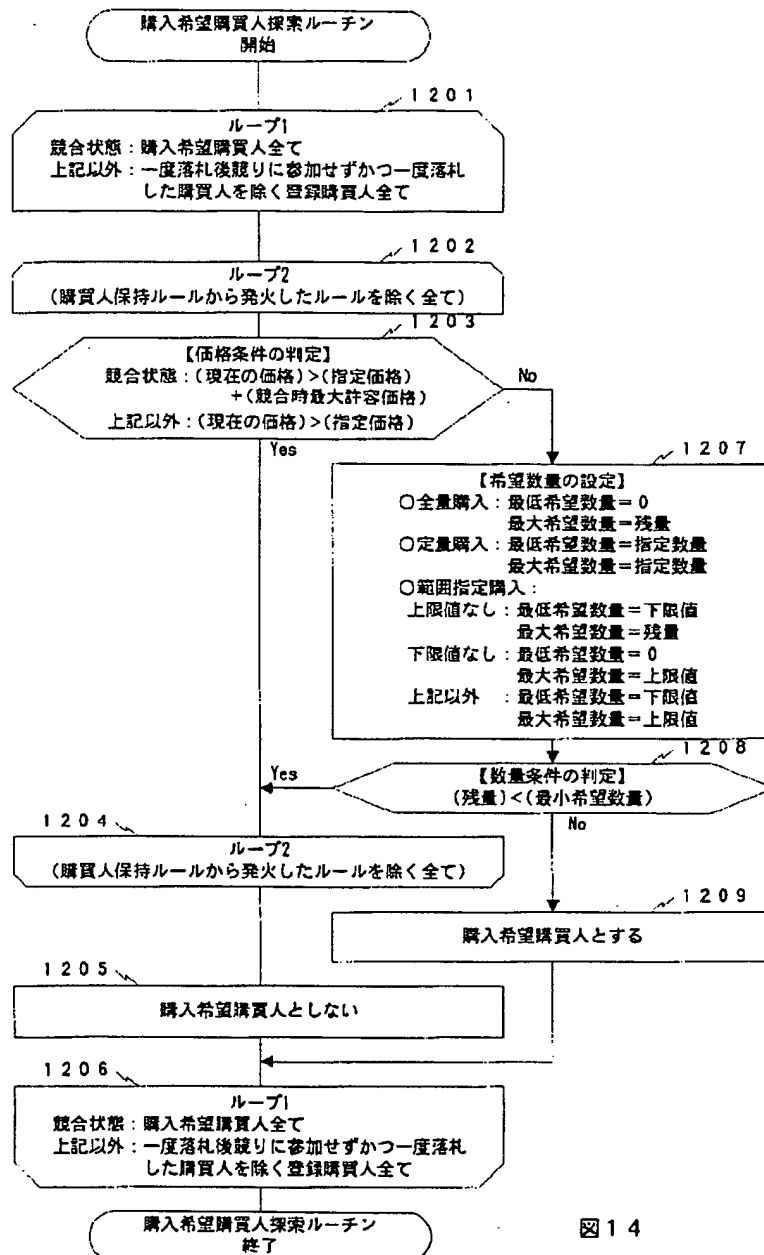 購入希望購買人探索ルーチン
開始
1201
ループ1
競合状態：購入希望購買人全て
上記以外：一度落札後競りに参加せずかつ一度落札
した購買人を除く登録購買人全て
1202
ループ2
（購買人保持ルールから発火したルールを除く全て）
1203
【価格条件の判定】
競合状態：（現在の価格）＞（指定価格）
＋（競合時最大許容価格）
上記以外：（現在の価格）＞（指定価格）
No
Yes
1207
【希望数量の設定】
○全量購入：最低希望数量＝0
最大希望数量＝残量
○定量購入：最低希望数量＝指定数量
最大希望数量＝指定数量
○範囲指定購入：
上限値なし：最低希望数量＝下限値
最大希望数量＝残量
下限値なし：最低希望数量＝0
最大希望数量＝上限値
上記以外　：最低希望数量＝下限値
最大希望数量＝上限値
1208
【数量条件の判定】
（残量）＜（最小希望数量）
Yes
No
1204
ループ2
（購買人保持ルールから発火したルールを除く全て）
1209
購入希望購買人とする
1205
購入希望購買人としない
1206
ループ1
競合状態：購入希望購買人全て
上記以外：一度落札後競りに参加せずかつ一度落札
した購買人を除く登録購買人全て
購入希望購買人探索ルーチン
終了
図14